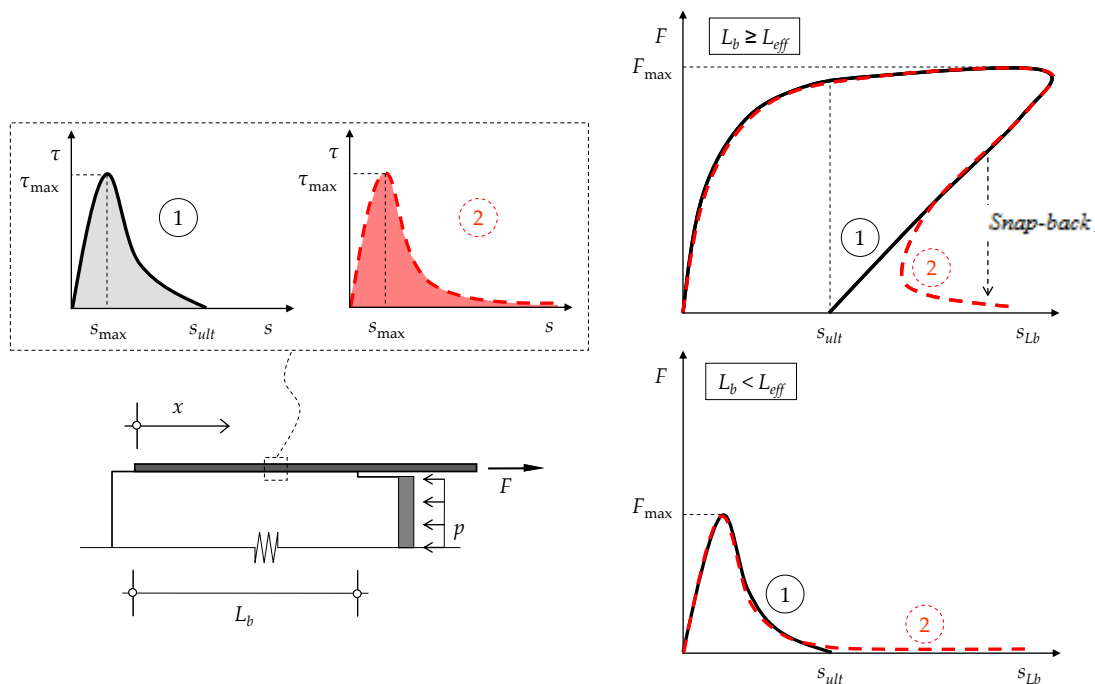 τ
τmax
1
smax
sult
s
τ
τmax
2
smax
s
x
F
p
Lb
F
Lb ≥ Leff
Fmax
1
2
Snap-back
sult
sLb
F
Lb < Leff
Fmax
1
2
sult
sLb